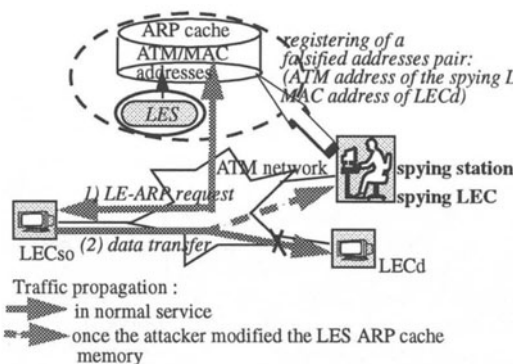 ARP cache
ATM/MAC
addresses
LES
registering of a
falsified addresses pair:
(ATM address of the spying L
MAC address of LECd)
ATM network
spying station
spying LEC
1) LE-ARP request
(2) data transfer
LECso
LECd
Traffic propagation :
in normal service
once the attacker modified the LES ARP cache
memory